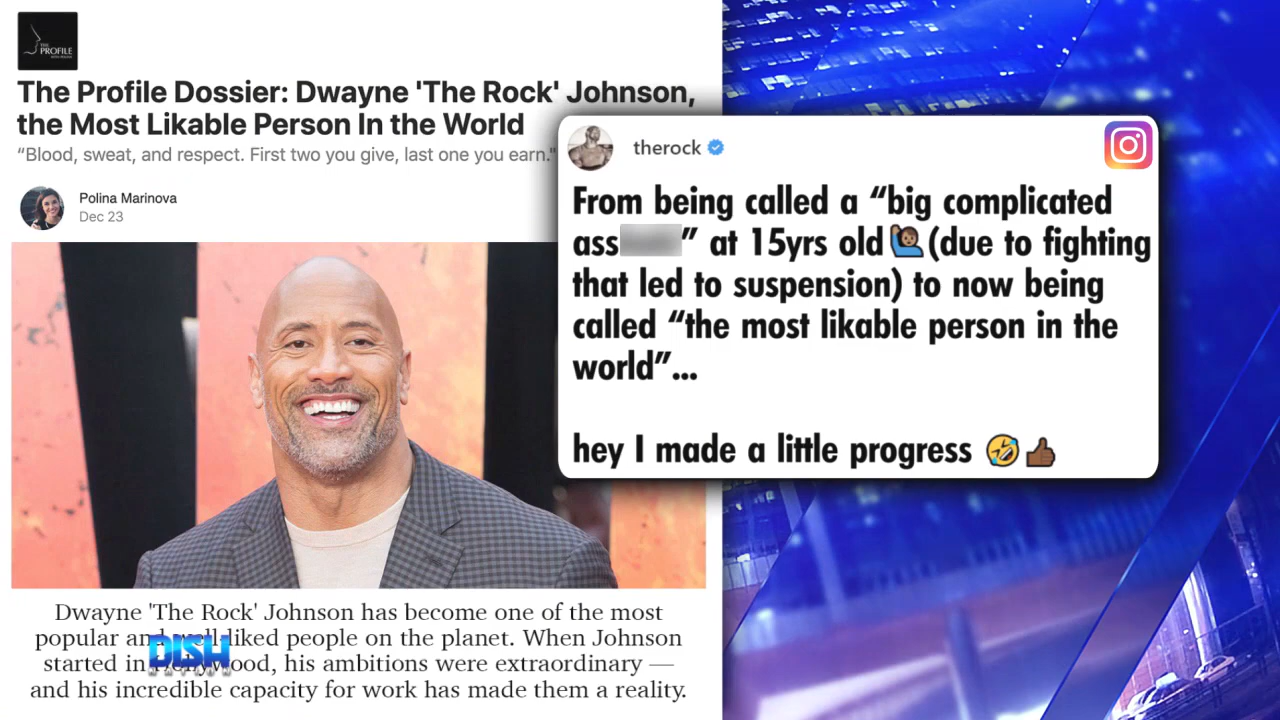 THE
PROFILE
The Profile Dossier: Dwayne 'The Rock' Johnson,
the Most Likable Person In the World
“Blood, sweat, and respect. First two you give, last one you earn."
Polina Marinova
Dec 23
therock
From being called a “big complicated
ass ” at 15yrs old🙋🏽‍♂️(due to fighting
that led to suspension) to now being
called “the most likable person in the
world”...
hey I made a little progress 🤣👍🏾
Dwayne 'The Rock' Johnson has become one of the most
popular and well-liked people on the planet. When Johnson
started in Hollywood, his ambitions were extraordinary —
and his incredible capacity for work has made them a reality.
DISH
NATION